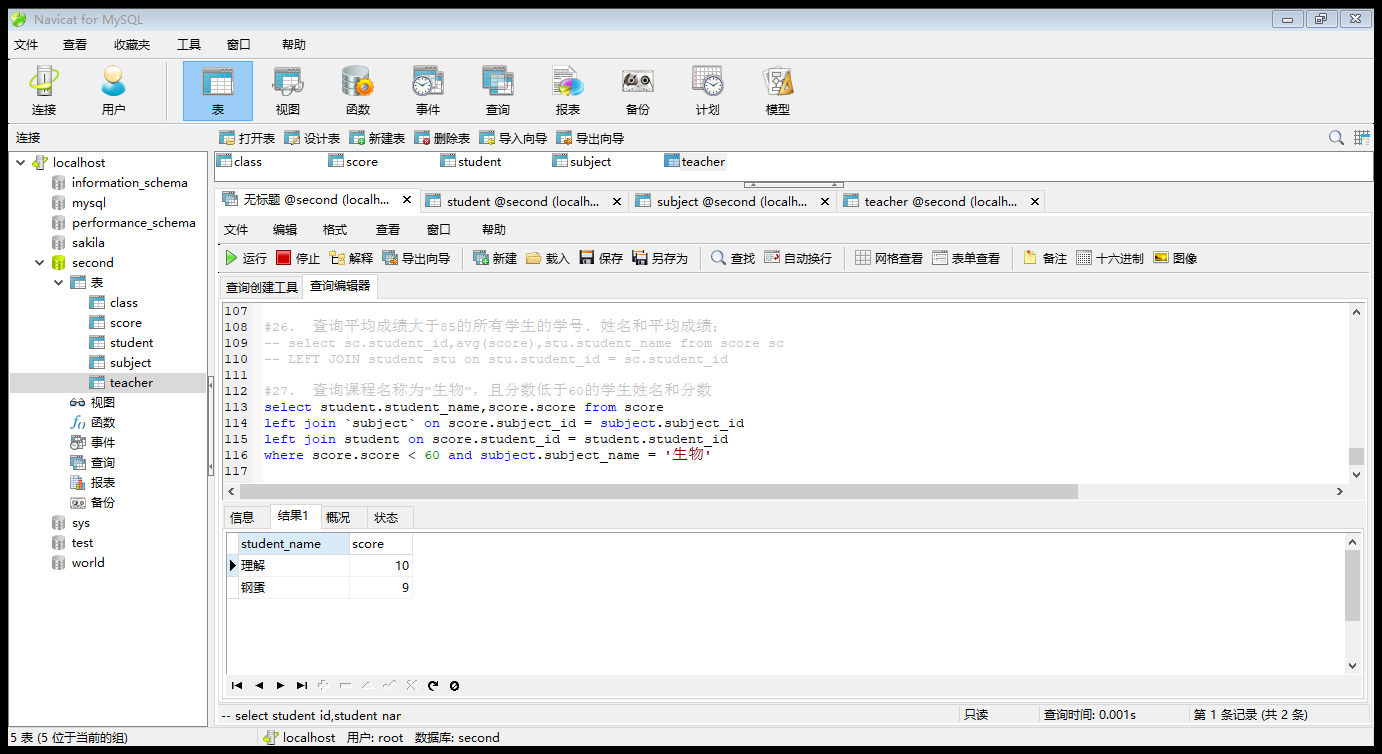 Navicat for MySQL
文件 查看 收藏夹 工具 窗口 帮助
连接 用户 表 视图 函数 事件 查询 报表 备份 计划 模型
连接 打开表 设计表 新建表 删除表 导入向导 导出向导
class score student subject teacher
localhost
information_schema
mysql
performance_schema
sakila
second
表
class
score
student
subject
teacher
视图
函数
事件
查询
报表
备份
sys
test
world
无标题 @second (localh... student @second (localh... subject @second (localh... teacher @second (localh...
文件 编辑 格式 查看 窗口 帮助
运行 停止 解释 导出向导 新建 载入 保存 另存为 查找 自动换行 网格查看 表单查看 备注 十六进制 图像
查询创建工具 查询编辑器
107
108 #26. 查询平均成绩大于85的所有学生的学号．姓名和平均成绩;
109 -- select sc.student_id,avg(score),stu.student_name from score sc
110 -- LEFT JOIN student stu on stu.student_id = sc.student_id
111
112 #27. 查询课程名称为“生物”，且分数低于60的学生姓名和分数
113 select student.student_name,score.score from score
114 left join `subject` on score.subject_id = subject.subject_id
115 left join student on score.student_id = student.student_id
116 where score.score < 60 and subject.subject_name = '生物'
117
信息 结果1 概况 状态
student_name score
理解 10
钢蛋 9
-- select student id,student nar 只读 查询时间: 0.001s 第 1 条记录 (共 2 条)
5 表 (5 位于当前的组) localhost 用户: root 数据库: second